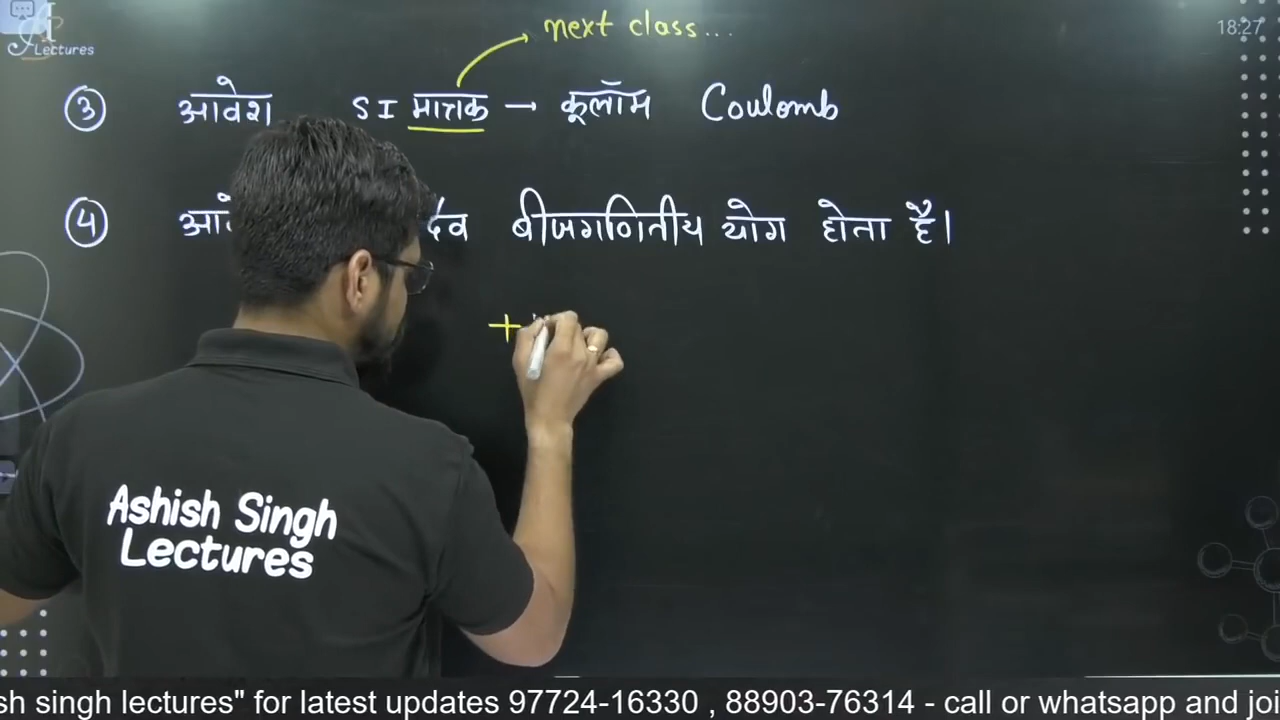 Lectures
18:27
next class...
③ आवेश SI मात्रक → कूलॉम Coulomb
④ बीजगणितीय योग होता है।
+
Ashish Singh
Lectures
sh singh lectures" for latest updates 97724-16330 , 88903-76314 - call or whatsapp and joi